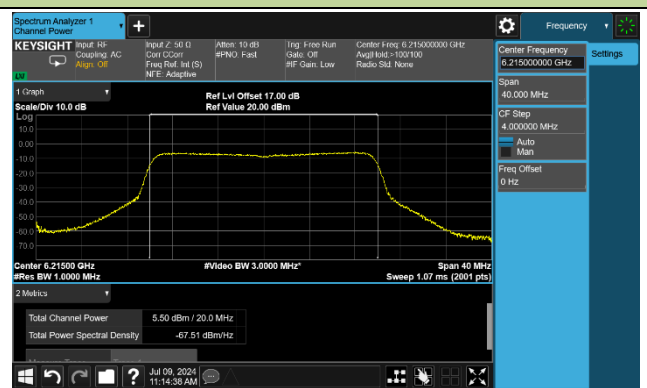 Spectrum Analyzer 1
Channel Power
+
Frequency
KEYSIGHT
Input: RF
Coupling: AC
Align: Off
Input Z: 50 Ω
Corr CCorr
Freq Ref: Int (S)
NFE: Adaptive
Atten: 10 dB
#PNO: Fast
Trig: Free Run
Gate: Off
#IF Gain: Low
Center Freq: 6.215000000 GHz
Avg|Hold:>100/100
Radio Std: None
1 Graph
Scale/Div 10.0 dB
Ref Lvl Offset 17.00 dB
Ref Value 20.00 dBm
Log
10.0
0.00
-10.0
-20.0
-30.0
-40.0
-50.0
-60.0
70.0
Center 6.21500 GHz
#Res BW 1.0000 MHz
#Video BW 3.0000 MHz*
Span 40 MHz
Sweep 1.07 ms (2001 pts)
2 Metrics
Total Channel Power 5.50 dBm / 20.0 MHz
Total Power Spectral Density -67.51 dBm/Hz
?
Jul 09, 2024
11:14:38 AM
Center Frequency
6.215000000 GHz
Settings
Span
40.000 MHz
CF Step
4.000000 MHz
Auto
Man
Freq Offset
0 Hz